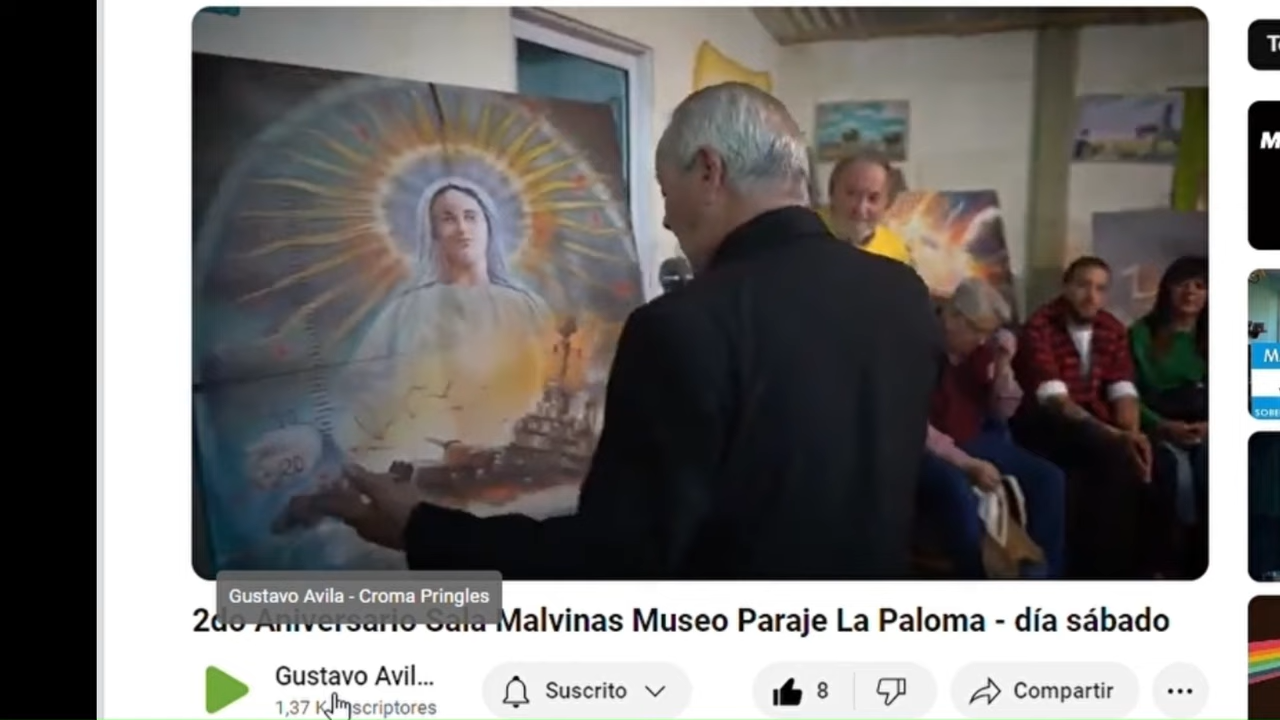 Gustavo Avila - Croma Pringles
2do Aniversario Sala Malvinas Museo Paraje La Paloma - día sábado
Gustavo Avil...
1,37 K suscriptores
Suscrito
8
Compartir
...